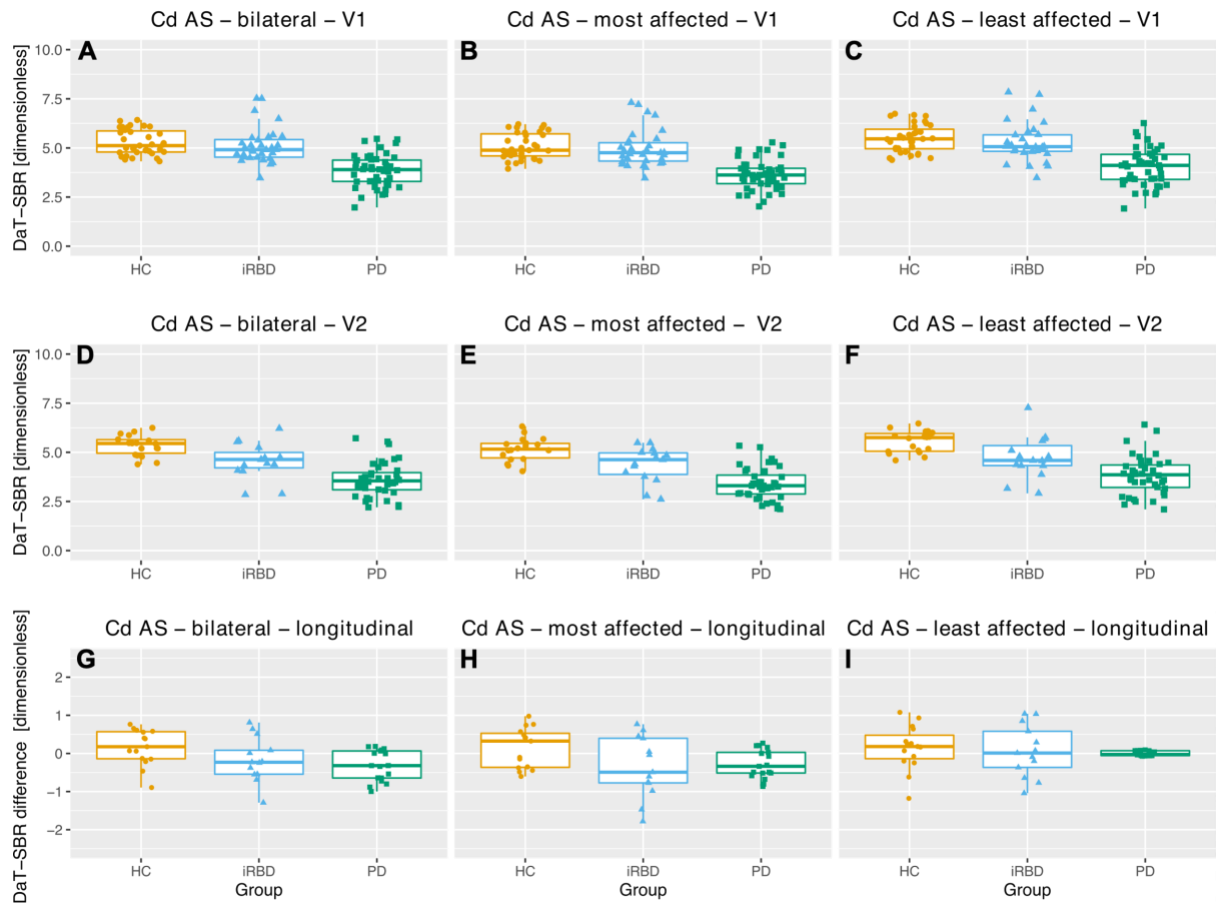 Cd AS – bilateral – V1
Cd AS – most affected – V1
Cd AS – least affected – V1
DaT−SBR [dimensionless]
A
B
C
10.0
7.5
5.0
2.5
0.0
HC iRBD PD
HC iRBD PD
HC iRBD PD
Cd AS – bilateral – V2
Cd AS – most affected – V2
Cd AS – least affected – V2
DaT−SBR [dimensionless]
D
E
F
10.0
7.5
5.0
2.5
0.0
HC iRBD PD
HC iRBD PD
HC iRBD PD
Cd AS – bilateral – longitudinal
Cd AS – most affected – longitudinal
Cd AS – least affected – longitudinal
DaT−SBR difference [dimensionless]
G
H
I
2
1
0
−1
−2
HC iRBD PD
HC iRBD PD
HC iRBD PD
Group
Group
Group